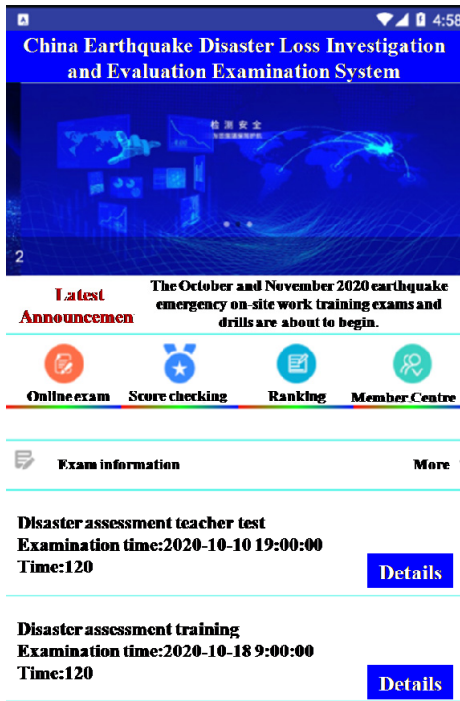 4:58
China Earthquake Disaster Loss Investigation
and Evaluation Examination System
检测安全
2
Latest
Announcemen
The October and November 2020 earthquake
emergency on-site work training exams and
drills are about to begin.
Online exam Score checking Ranking Member Centre
Exam information More
Disaster assessment teacher test
Examination time:2020-10-10 19:00:00
Time:120
Details
Disaster assessment training
Examination time:2020-10-18 9:00:00
Time:120
Details